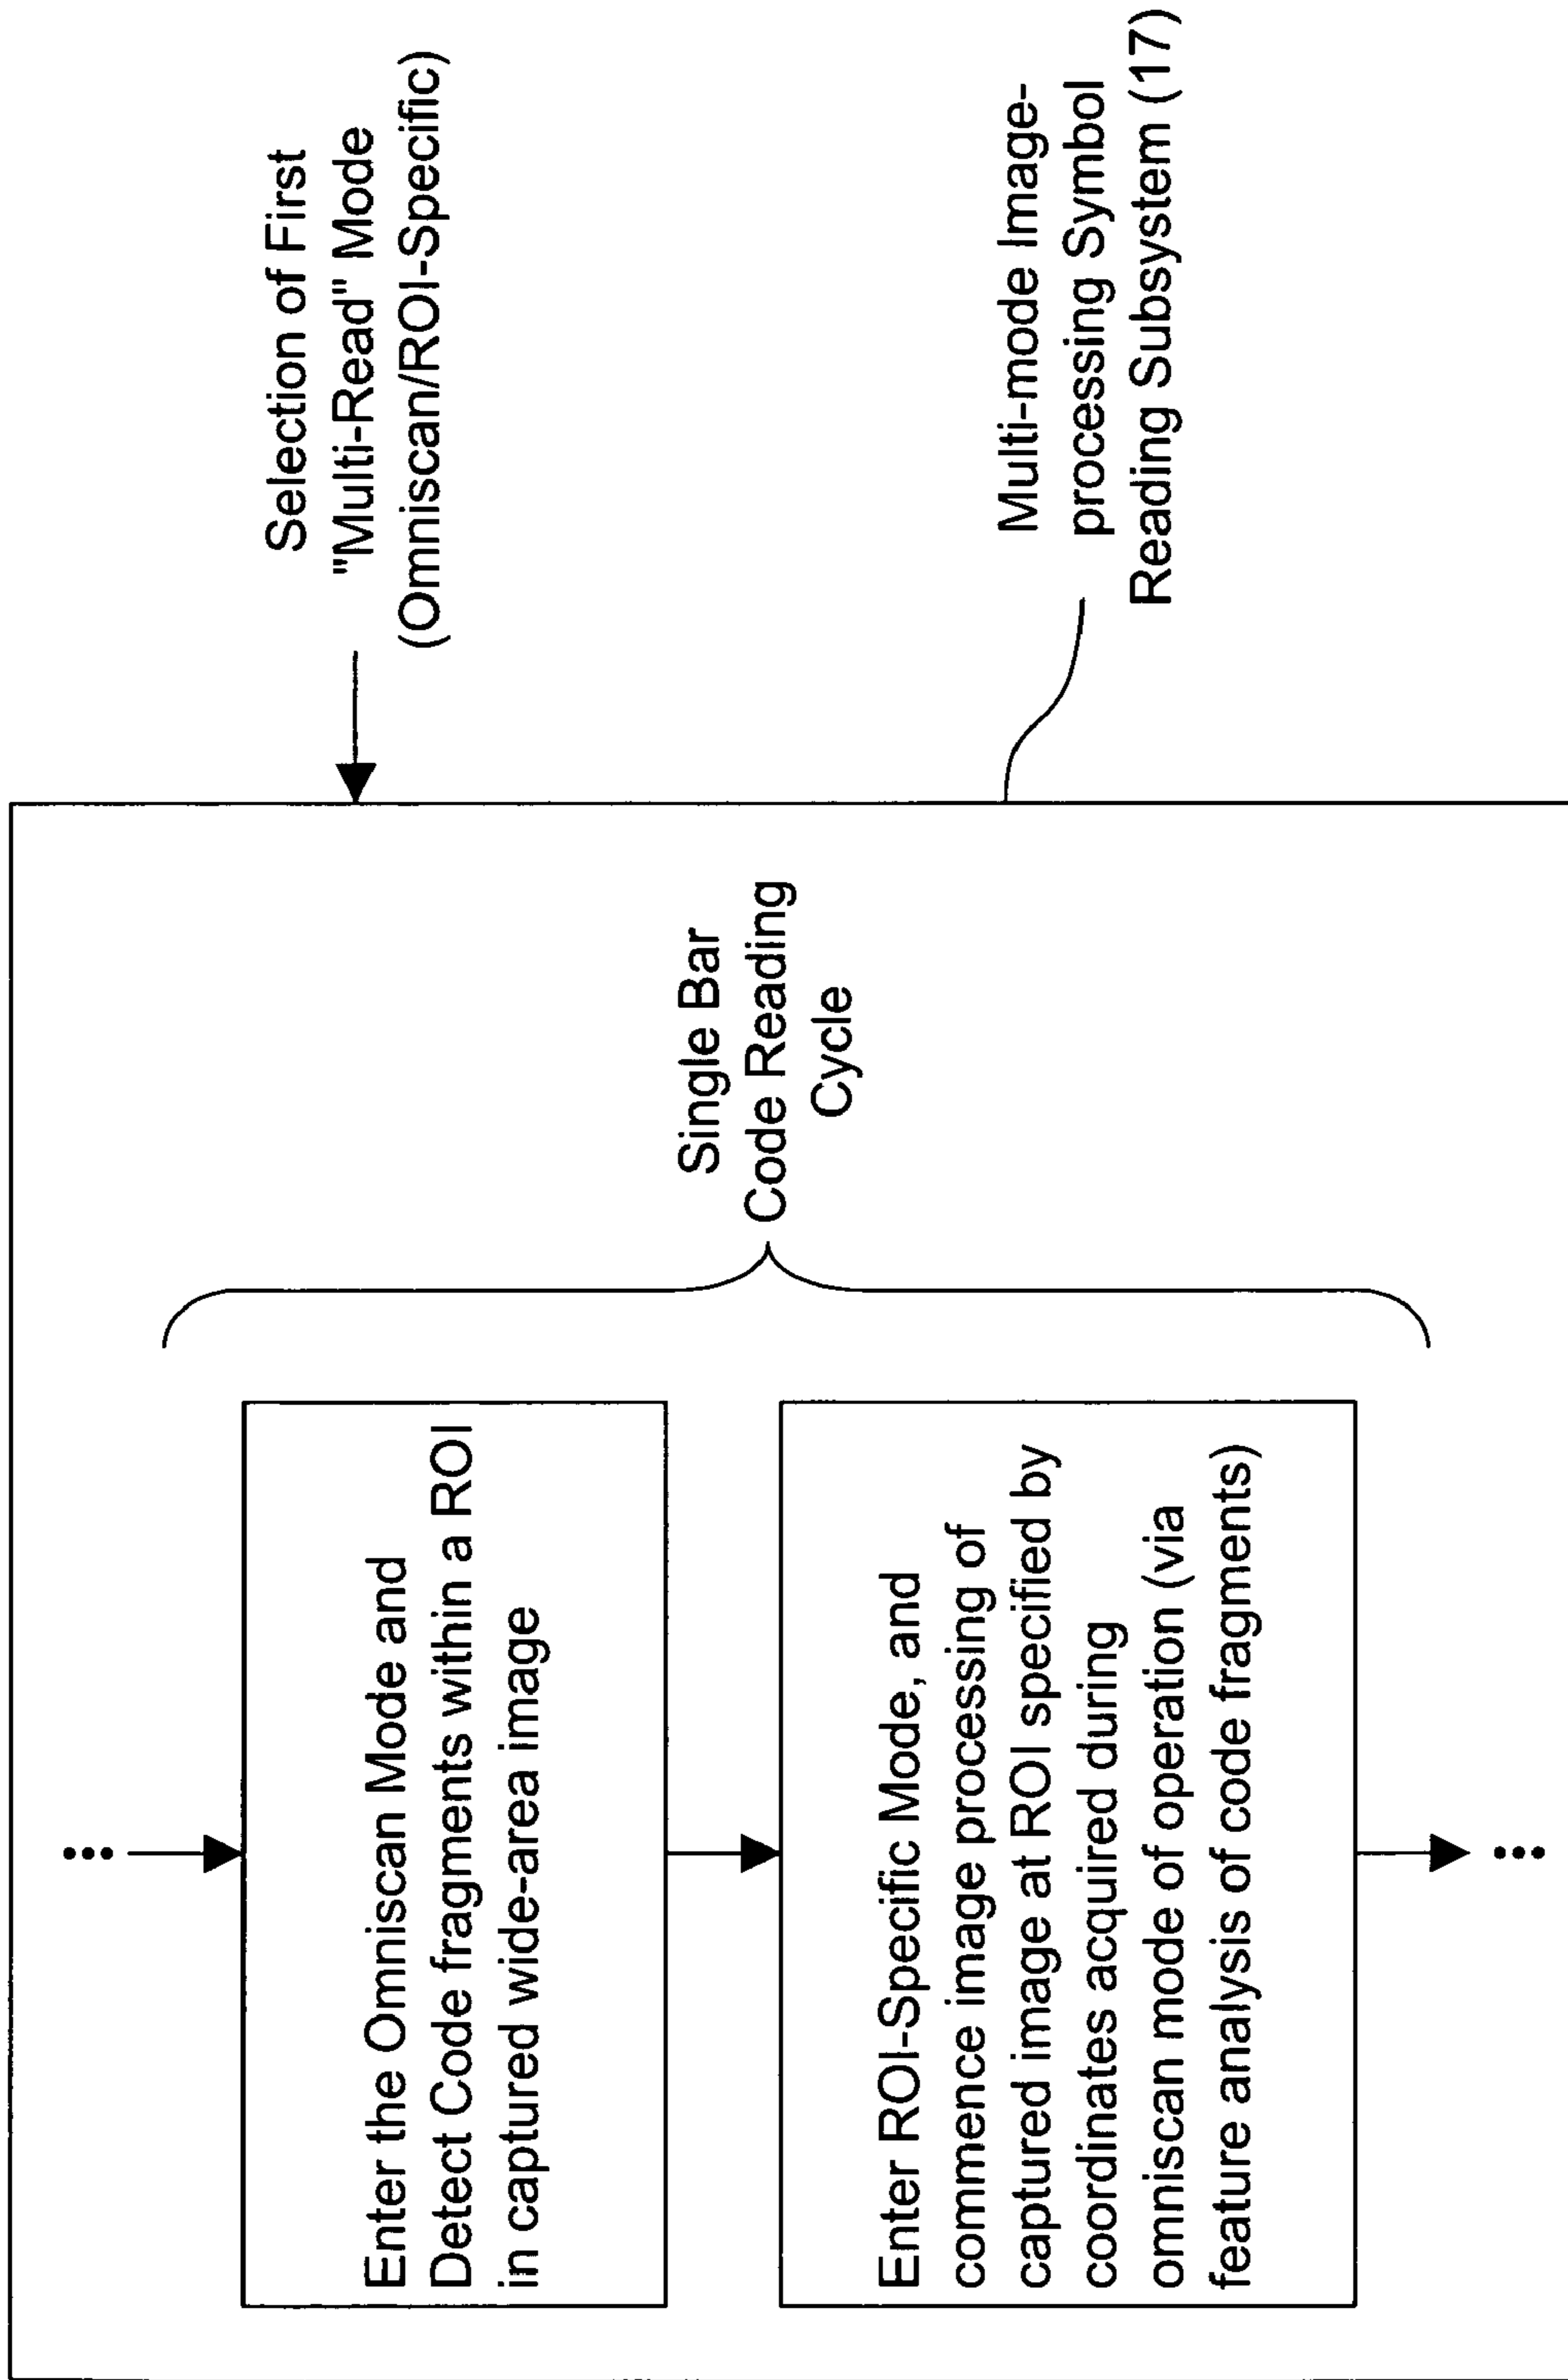 Selection of First
"Multi-Read" Mode
(Omniscan/ROI-Specific)
Multi-mode Image-
processing Symbol
Reading Subsystem (17)
Single Bar
Code Reading
Cycle
Enter the Omniscan Mode and
Detect Code fragments within a ROI
in captured wide-area image
Enter ROI-Specific Mode, and
commence image processing of
captured image at ROI specified by
coordinates acquired during
omniscan mode of operation (via
feature analysis of code fragments)